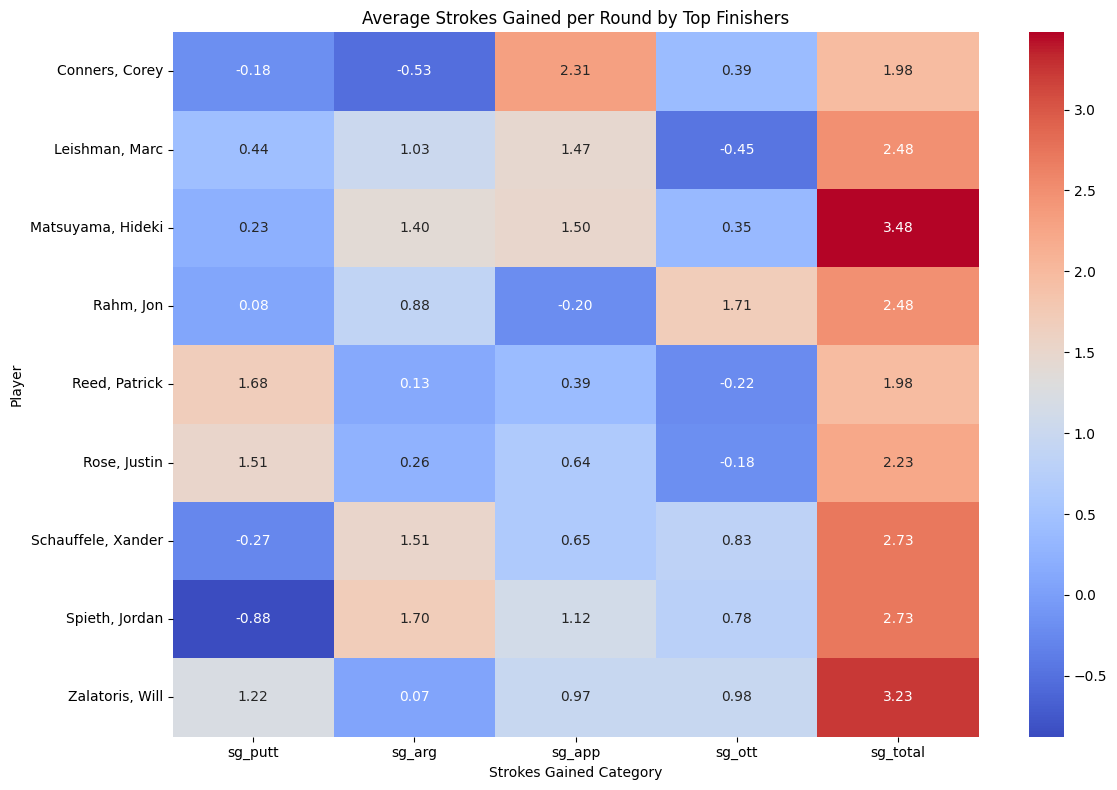 Average Strokes Gained per Round by Top Finishers
Player
Conners, Corey -0.18 -0.53 2.31 0.39 1.98
Leishman, Marc 0.44 1.03 1.47 -0.45 2.48
Matsuyama, Hideki 0.23 1.40 1.50 0.35 3.48
Rahm, Jon 0.08 0.88 -0.20 1.71 2.48
Reed, Patrick 1.68 0.13 0.39 -0.22 1.98
Rose, Justin 1.51 0.26 0.64 -0.18 2.23
Schauffele, Xander -0.27 1.51 0.65 0.83 2.73
Spieth, Jordan -0.88 1.70 1.12 0.78 2.73
Zalatoris, Will 1.22 0.07 0.97 0.98 3.23
sg_putt sg_arg sg_app sg_ott sg_total
Strokes Gained Category
3.0
2.5
2.0
1.5
1.0
0.5
0.0
−0.5